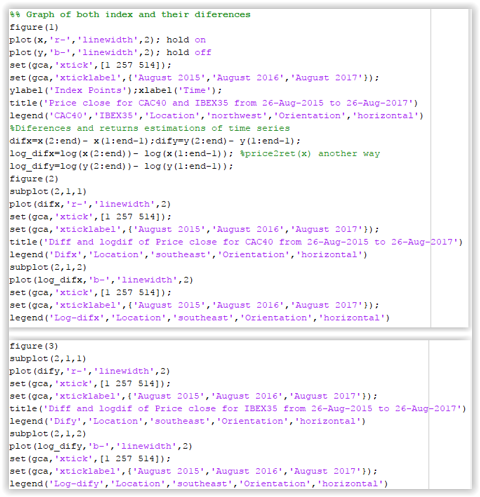 %% Graph of both index and their diferences
figure(1)
plot(x,'r-','linewidth',2); hold on
plot(y,'b-','linewidth',2); hold off
set(gca,'xtick',[1 257 514]);
set(gca,'xticklabel',{'August 2015','August 2016','August 2017'});
ylabel('Index Points');xlabel('Time');
title('Price close for CAC40 and IBEX35 from 26-Aug-2015 to 26-Aug-2017')
legend('CAC40','IBEX35','Location','northwest','Orientation','horizontal')
%Diferences and returns estimations of time series
difx=x(2:end)- x(1:end-1);dify=y(2:end)- y(1:end-1);
log_difx=log(x(2:end))- log(x(1:end-1)); %price2ret(x) another way
log_dify=log(y(2:end))- log(y(1:end-1));
figure(2)
subplot(2,1,1)
plot(difx,'r-','linewidth',2)
set(gca,'xtick',[1 257 514]);
set(gca,'xticklabel',{'August 2015','August 2016','August 2017'});
title('Diff and logdif of Price close for CAC40 from 26-Aug-2015 to 26-Aug-2017')
legend('Difx','Location','southeast','Orientation','horizontal')
subplot(2,1,2)
plot(log_difx,'b-','linewidth',2)
set(gca,'xtick',[1 257 514]);
set(gca,'xticklabel',{'August 2015','August 2016','August 2017'});
legend('Log-difx','Location','southeast','Orientation','horizontal')
figure(3)
subplot(2,1,1)
plot(dify,'r-','linewidth',2)
set(gca,'xtick',[1 257 514]);
set(gca,'xticklabel',{'August 2015','August 2016','August 2017'});
title('Diff and logdif of Price close for IBEX35 from 26-Aug-2015 to 26-Aug-2017')
legend('Dify','Location','southeast','Orientation','horizontal')
subplot(2,1,2)
plot(log_dify,'b-','linewidth',2)
set(gca,'xtick',[1 257 514]);
set(gca,'xticklabel',{'August 2015','August 2016','August 2017'});
legend('Log-dify','Location','southeast','Orientation','horizontal')